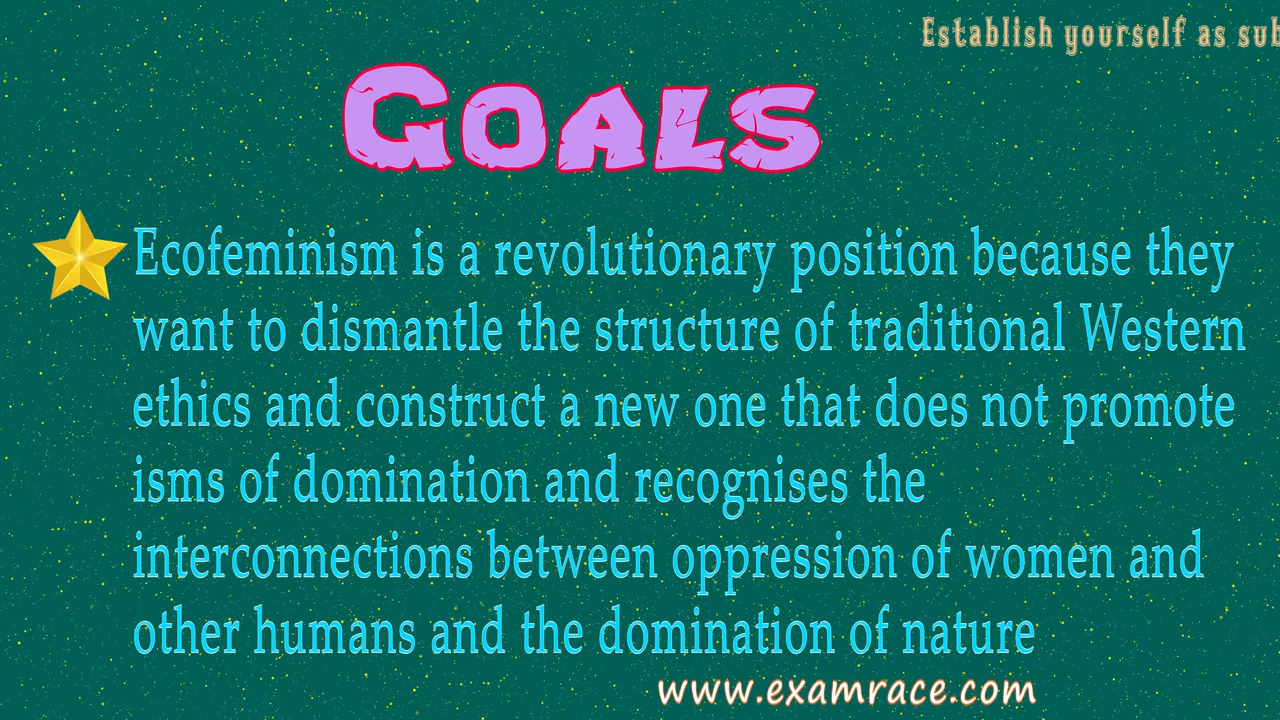 Establish yourself as
Goals
Ecofeminism is a revolutionary position because they
want to dismantle the structure of traditional Western
ethics and construct a new one that does not promote
isms of domination and recognises the
interconnections between oppression of women and
other humans and the domination of nature
www.examrace.com